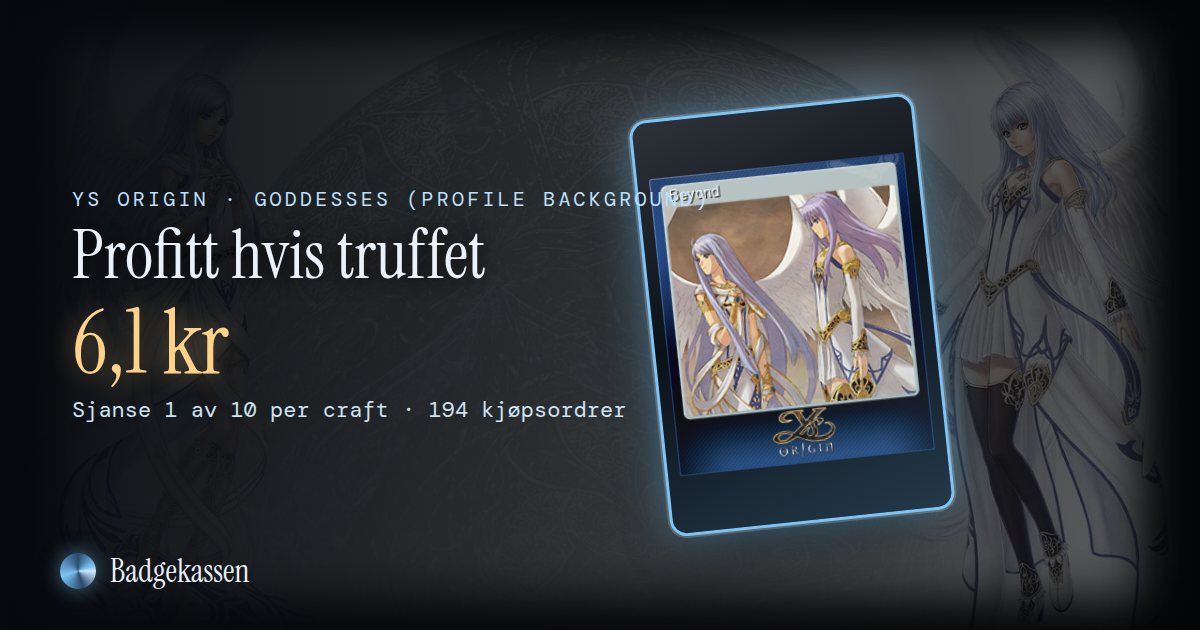 YS ORIGIN · GODDESSES (PROFILE BACKGROUND)
Profitt hvis truffet
6,1 kr
Sjanse 1 av 10 per craft · 194 kjøpsordrer
Beyond
Ys
ORIGIN
Badgekassen